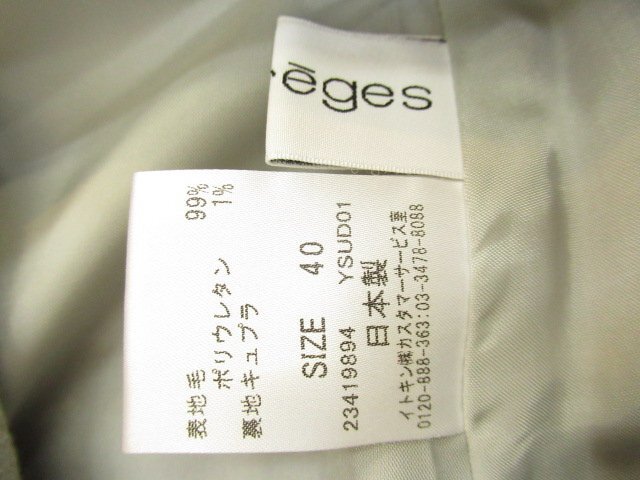 règes
表地毛 99%
ポリウレタン 1%
裏地キュプラ
SIZE 40
23419894 YSUD01
日本製
イトキン㈱カスタマーサービス室
0120-888-363:03-3478-8088